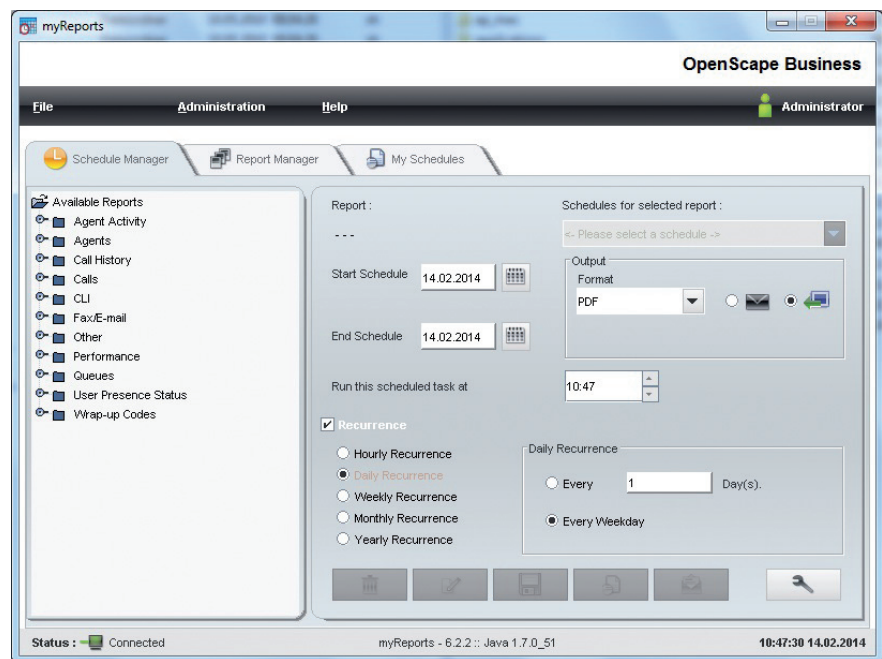 myReports
OpenScape Business
File Administration Help Administrator
Schedule Manager Report Manager My Schedules
Available Reports
Agent Activity
Agents
Call History
Calls
CLI
Fax/E-mail
Other
Performance
Queues
User Presence Status
Wrap-up Codes
Report :
- - -
Schedules for selected report :
<- Please select a schedule ->
Start Schedule 14.02.2014
End Schedule 14.02.2014
Output
Format
PDF
Run this scheduled task at 10:47
Recurrence
Hourly Recurrence
Daily Recurrence
Weekly Recurrence
Monthly Recurrence
Yearly Recurrence
Daily Recurrence
Every 1 Day(s).
Every Weekday
Status : Connected
myReports - 6.2.2 :: Java 1.7.0_51
10:47:30 14.02.2014